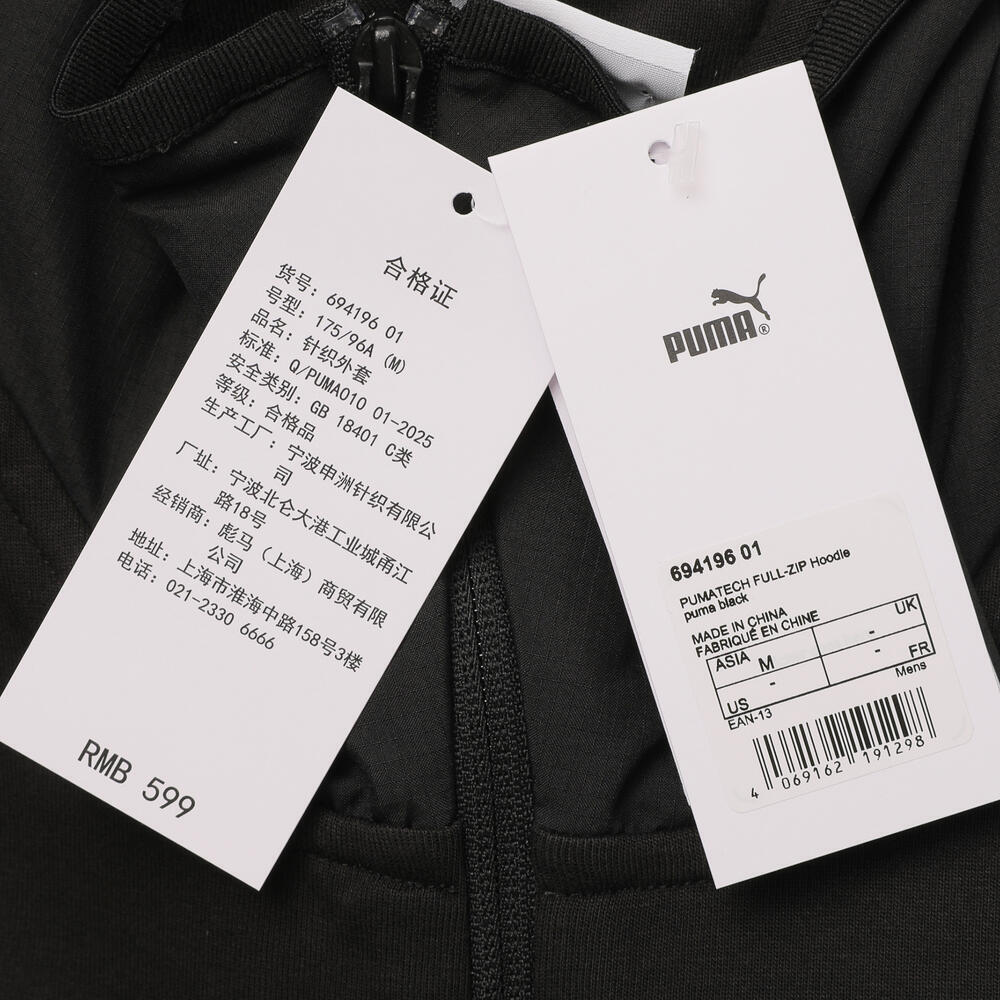 合格证
货号: 694196 01
号型: 175/96A (M)
品名: 针织外套
标准: Q/PUMA010 01-2025
安全类别: GB 18401 C类
等级: 合格品
生产工厂: 宁波申洲针织有限公
司
厂址: 宁波北仑大港工业城甬江
路18号
经销商: 彪马（上海）商贸有限
公司
地址: 上海市淮海中路158号3楼
电话: 021-2330 6666
RMB 599
PUMA®
694196 01
PUMATECH FULL-ZIP Hoodie
puma black
MADE IN CHINA
FABRIQUÉ EN CHINE
ASIA M - UK
US - - FR
EAN-13 Mens
4 069162 191298